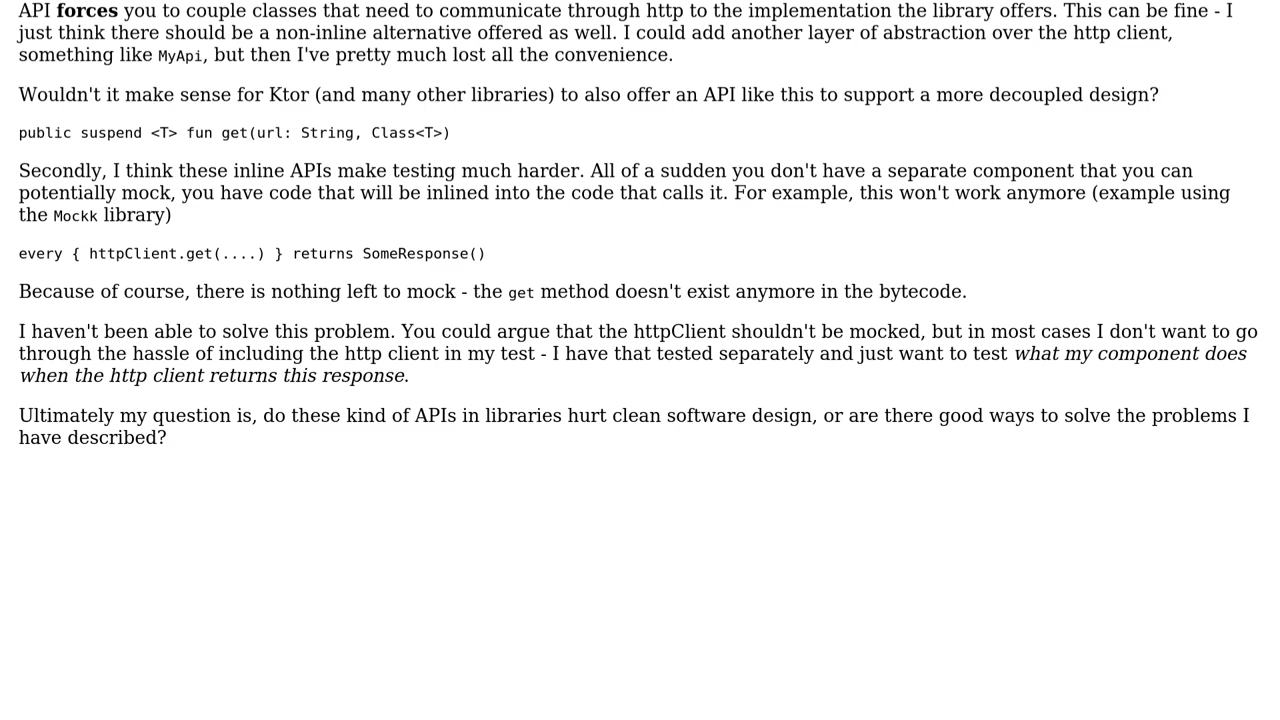 API forces you to couple classes that need to communicate through http to the implementation the library offers. This can be fine - I
just think there should be a non-inline alternative offered as well. I could add another layer of abstraction over the http client,
something like MyApi, but then I've pretty much lost all the convenience.
Wouldn't it make sense for Ktor (and many other libraries) to also offer an API like this to support a more decoupled design?
public suspend <T> fun get(url: String, Class<T>)
Secondly, I think these inline APIs make testing much harder. All of a sudden you don't have a separate component that you can
potentially mock, you have code that will be inlined into the code that calls it. For example, this won't work anymore (example using
the Mockk library)
every { httpClient.get(....) } returns SomeResponse()
Because of course, there is nothing left to mock - the get method doesn't exist anymore in the bytecode.
I haven't been able to solve this problem. You could argue that the httpClient shouldn't be mocked, but in most cases I don't want to go
through the hassle of including the http client in my test - I have that tested separately and just want to test what my component does
when the http client returns this response.
Ultimately my question is, do these kind of APIs in libraries hurt clean software design, or are there good ways to solve the problems I
have described?